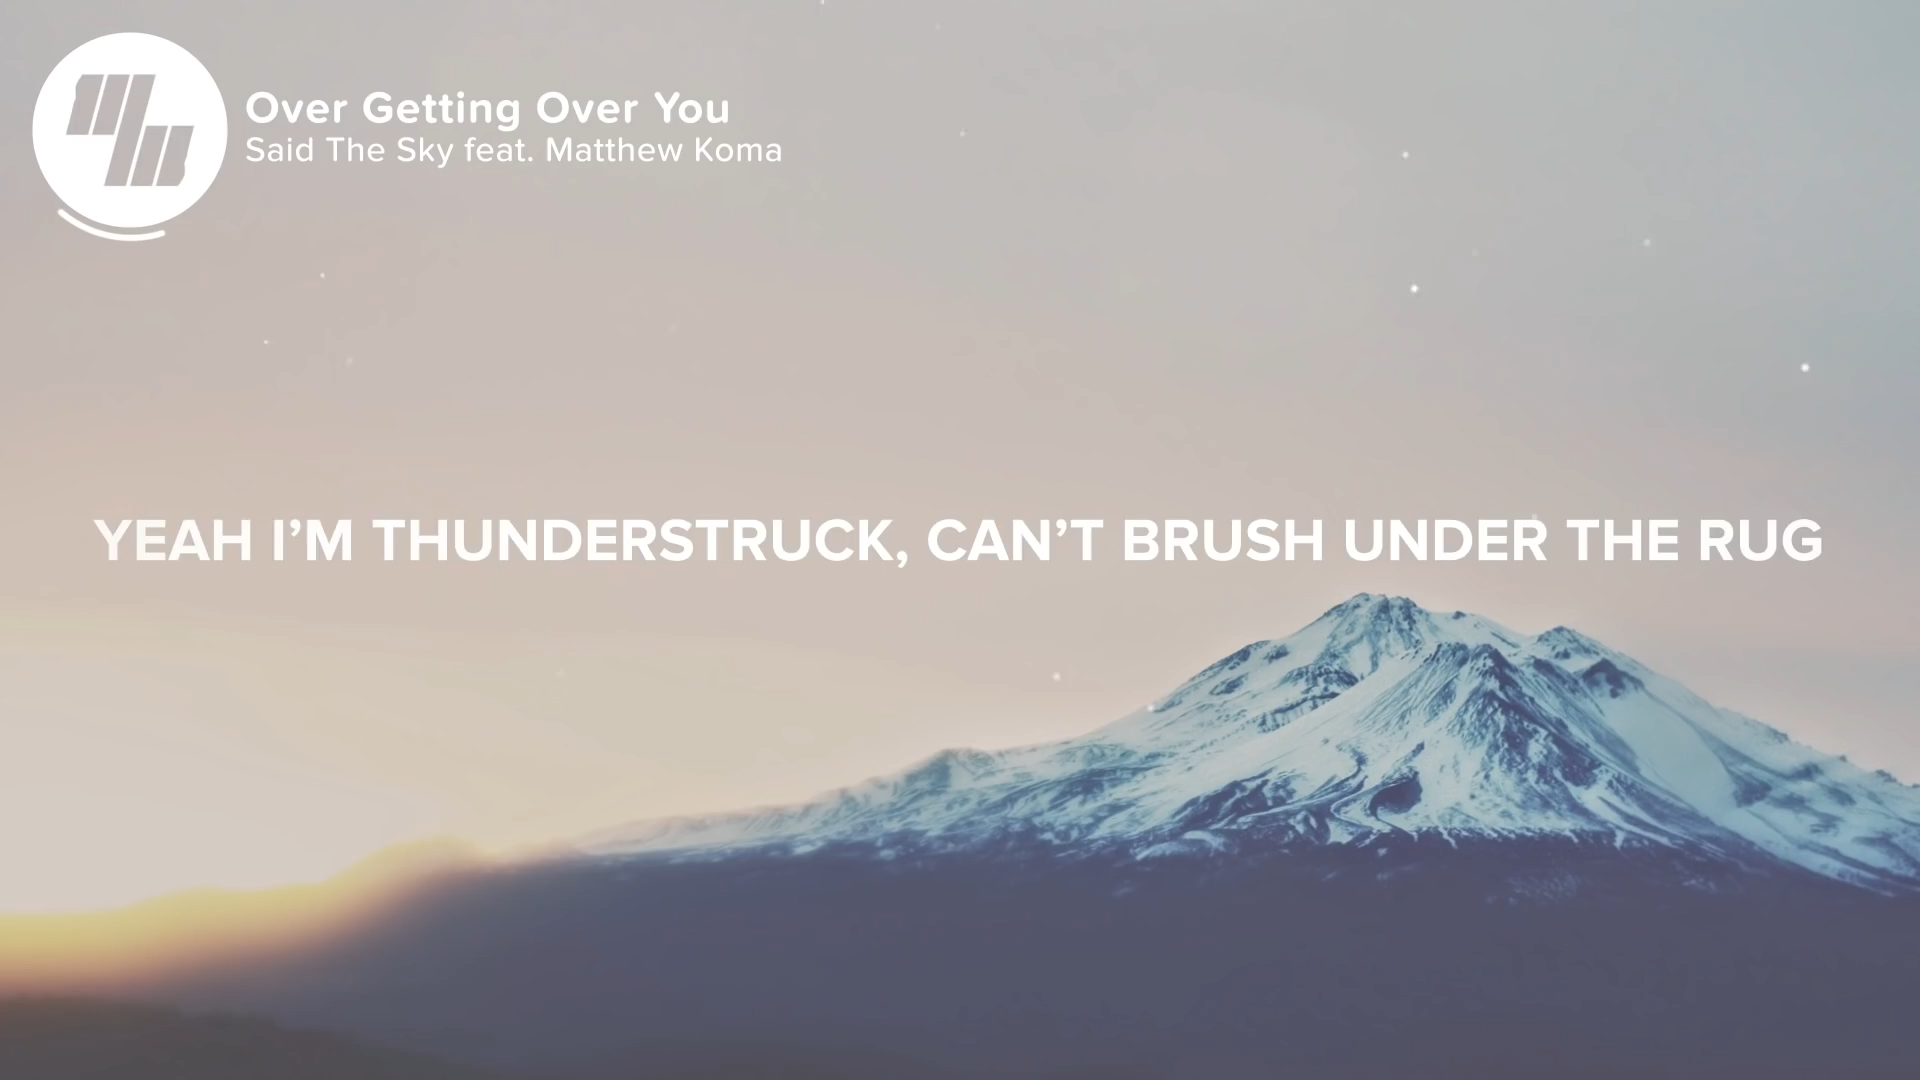 Over Getting Over You
Said The Sky feat. Matthew Koma
YEAH I’M THUNDERSTRUCK, CAN’T BRUSH UNDER THE RUG